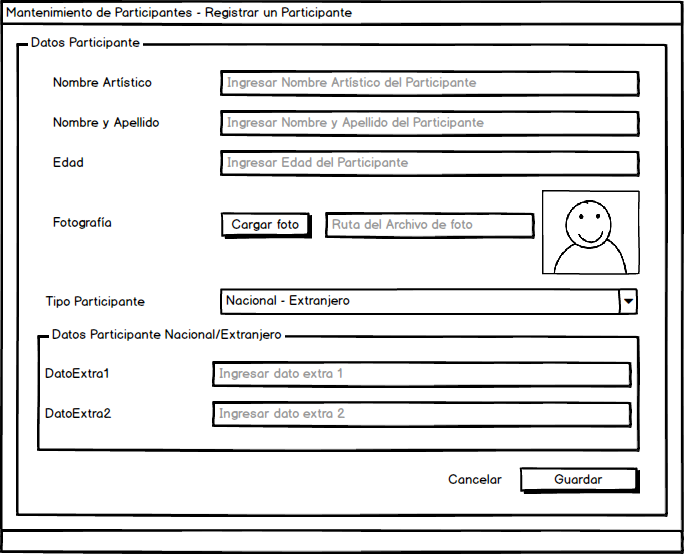 Mantenimiento de Participantes - Registrar un Participante
Datos Participante
Nombre Artístico
Ingresar Nombre Artístico del Participante
Nombre y Apellido
Ingresar Nombre y Apellido del Participante
Edad
Ingresar Edad del Participante
Fotografía
Cargar foto
Ruta del Archivo de foto
Tipo Participante
Nacional - Extranjero
Datos Participante Nacional/Extranjero
DatoExtra1
Ingresar dato extra 1
DatoExtra2
Ingresar dato extra 2
Cancelar
Guardar